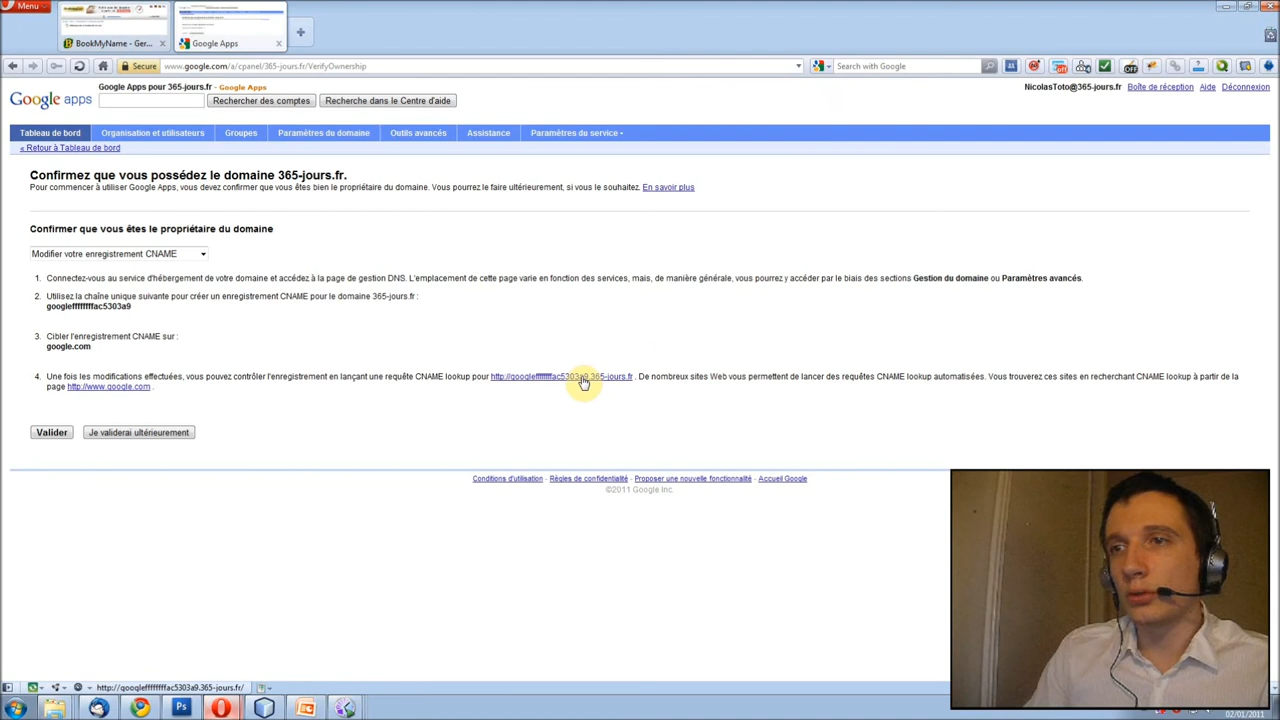 Menu
BookMyName - Ger...
Google Apps
Secure
www.google.com/a/cpanel/365-jours.fr/VerifyOwnership
Search with Google
Google apps
Google Apps pour 365-jours.fr - Google Apps
Rechercher des comptes
Recherche dans le Centre d'aide
NicolasToto@365-jours.fr
Boîte de réception
Aide
Déconnexion
Tableau de bord
Organisation et utilisateurs
Groupes
Paramètres du domaine
Outils avancés
Assistance
Paramètres du service
« Retour à Tableau de bord
Confirmez que vous possédez le domaine 365-jours.fr.
Pour commencer à utiliser Google Apps, vous devez confirmer que vous êtes bien le propriétaire du domaine. Vous pourrez le faire ultérieurement, si vous le souhaitez. En savoir plus
Confirmer que vous êtes le propriétaire du domaine
Modifier votre enregistrement CNAME
1. Connectez-vous au service d'hébergement de votre domaine et accédez à la page de gestion DNS. L'emplacement de cette page varie en fonction des services, mais, de manière générale, vous pourrez y accéder par le biais des sections Gestion du domaine ou Paramètres avancés.
2. Utilisez la chaîne unique suivante pour créer un enregistrement CNAME pour le domaine 365-jours.fr :
googleffffffffac5303a9
3. Cibler l'enregistrement CNAME sur :
google.com
4. Une fois les modifications effectuées, vous pouvez contrôler l'enregistrement en lançant une requête CNAME lookup pour http://googleffffffffac5303a9.365-jours.fr . De nombreux sites Web vous permettent de lancer des requêtes CNAME lookup automatisées. Vous trouverez ces sites en recherchant CNAME lookup à partir de la
page http://www.google.com .
Valider
Je validerai ultérieurement
Conditions d'utilisation - Règles de confidentialité - Proposer une nouvelle fonctionnalité - Accueil Google
©2011 Google Inc.
http://googleffffffffac5303a9.365-jours.fr/
Ps
02/01/2011